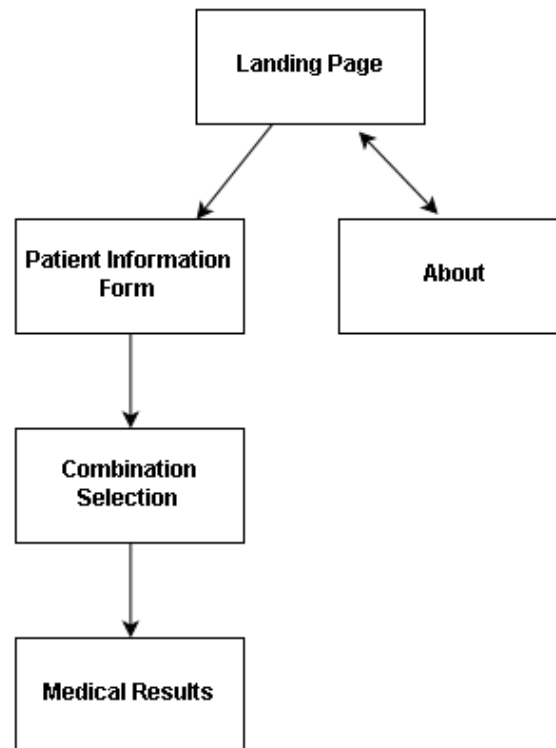 Landing Page
Patient Information
Form
About
Combination
Selection
Medical Results